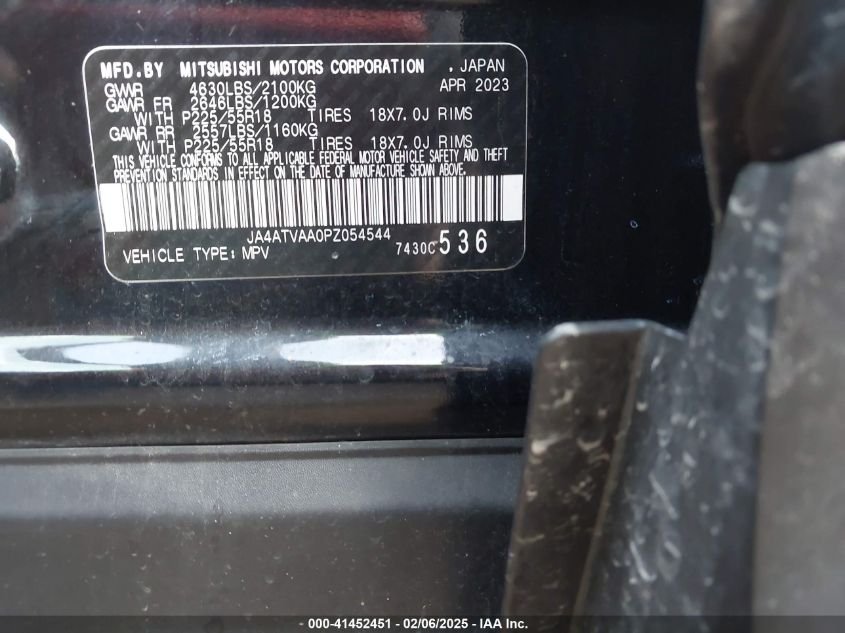 MFD.BY MITSUBISHI MOTORS CORPORATION . JAPAN
GVWR 4630LBS/2100KG APR 2023
GAWR FR 2646LBS/1200KG
WITH P225/55R18 TIRES 18X7.0J RIMS
GAWR RR 2557LBS/1160KG
WITH P225/55R18 TIRES 18X7.0J RIMS
THIS VEHICLE CONFORMS TO ALL APPLICABLE FEDERAL MOTOR VEHICLE SAFETY AND THEFT
PREVENTION STANDARDS IN EFFECT ON THE DATE OF MANUFACTURE SHOWN ABOVE.
JA4ATVAA0PZ054544
VEHICLE TYPE: MPV 7430C 536
- 000-41452451 - 02/06/2025 - IAA Inc.